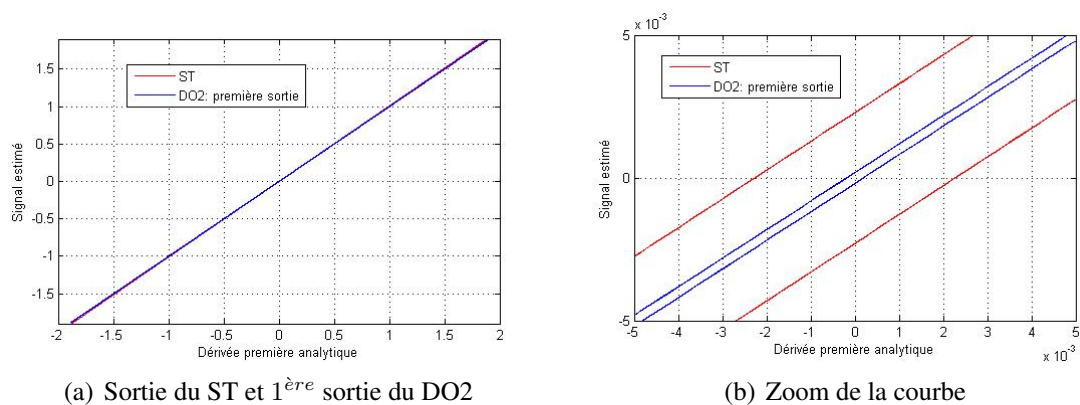 1.5
1
0.5
0
-0.5
-1
-1.5
-2 -1.5 -1 -0.5 0 0.5 1 1.5 2
Signal estimé
Dérivée première analytique
ST
DO2: première sortie
(a) Sortie du ST et 1ère sortie du DO2
5 x 10^-3
0
-5
-5 -4 -3 -2 -1 0 1 2 3 4 5
x 10^-3
Signal estimé
Dérivée première analytique
ST
DO2: première sortie
(b) Zoom de la courbe